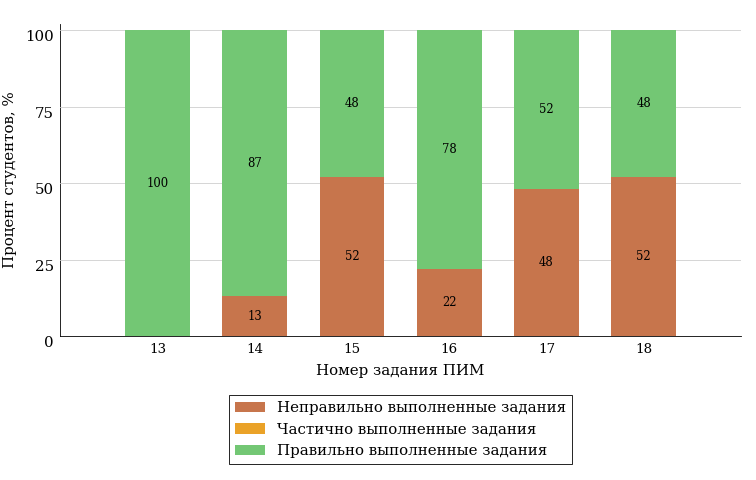 Процент студентов, %
100
75
50
25
0
100
87
13
48
52
78
22
52
48
48
52
13 14 15 16 17 18
Номер задания ПИМ
Неправильно выполненные задания
Частично выполненные задания
Правильно выполненные задания